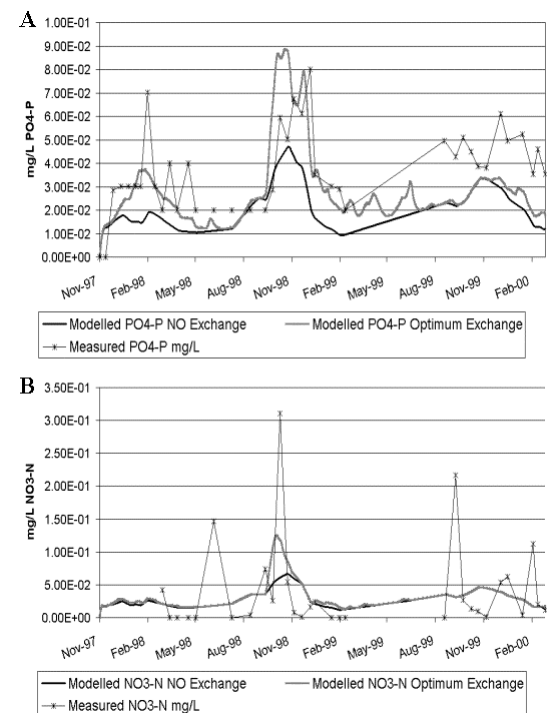 A
1.00E-01
9.00E-02
8.00E-02
7.00E-02
6.00E-02
5.00E-02
4.00E-02
3.00E-02
2.00E-02
1.00E-02
0.00E+00
mg/L PO4-P
Nov-97
Feb-98
May-98
Aug-98
Nov-98
Feb-99
May-99
Aug-99
Nov-99
Feb-00
Modelled PO4-P NO Exchange
Modelled PO4-P Optimum Exchange
Measured PO4-P mg/L
B
3.50E-01
3.00E-01
2.50E-01
2.00E-01
1.50E-01
1.00E-01
5.00E-02
0.00E+00
mg/L NO3-N
Nov-97
Feb-98
May-98
Aug-98
Nov-98
Feb-99
May-99
Aug-99
Nov-99
Feb-00
Modelled NO3-N NO Exchange
Modelled NO3-N Optimum Exchange
Measured NO3-N mg/L